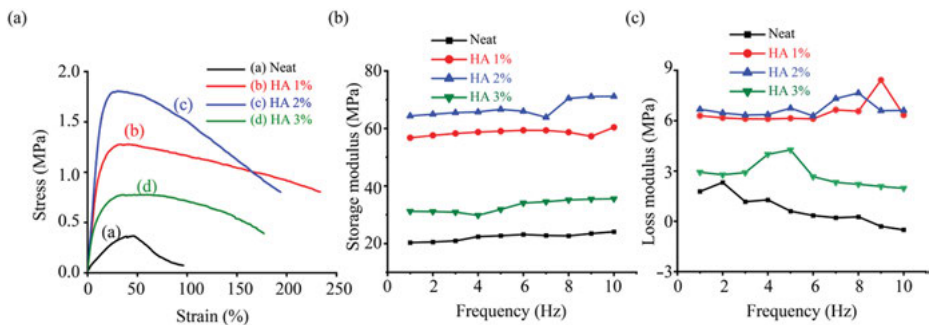 (a)
(a) Neat
(b) HA 1%
(c) HA 2%
(d) HA 3%
2.0
1.5
1.0
0.5
0.0
Stress (MPa)
(c)
(b)
(d)
(a)
0 50 100 150 200 250
Strain (%)
(b)
Neat
HA 1%
HA 2%
HA 3%
80
60
40
20
Storage modulus (MPa)
2 4 6 8 10
Frequency (Hz)
(c)
Neat
HA 1%
HA 2%
HA 3%
9
6
3
0
−3
Loss modulus (MPa)
0 2 4 6 8 10
Frequency (Hz)